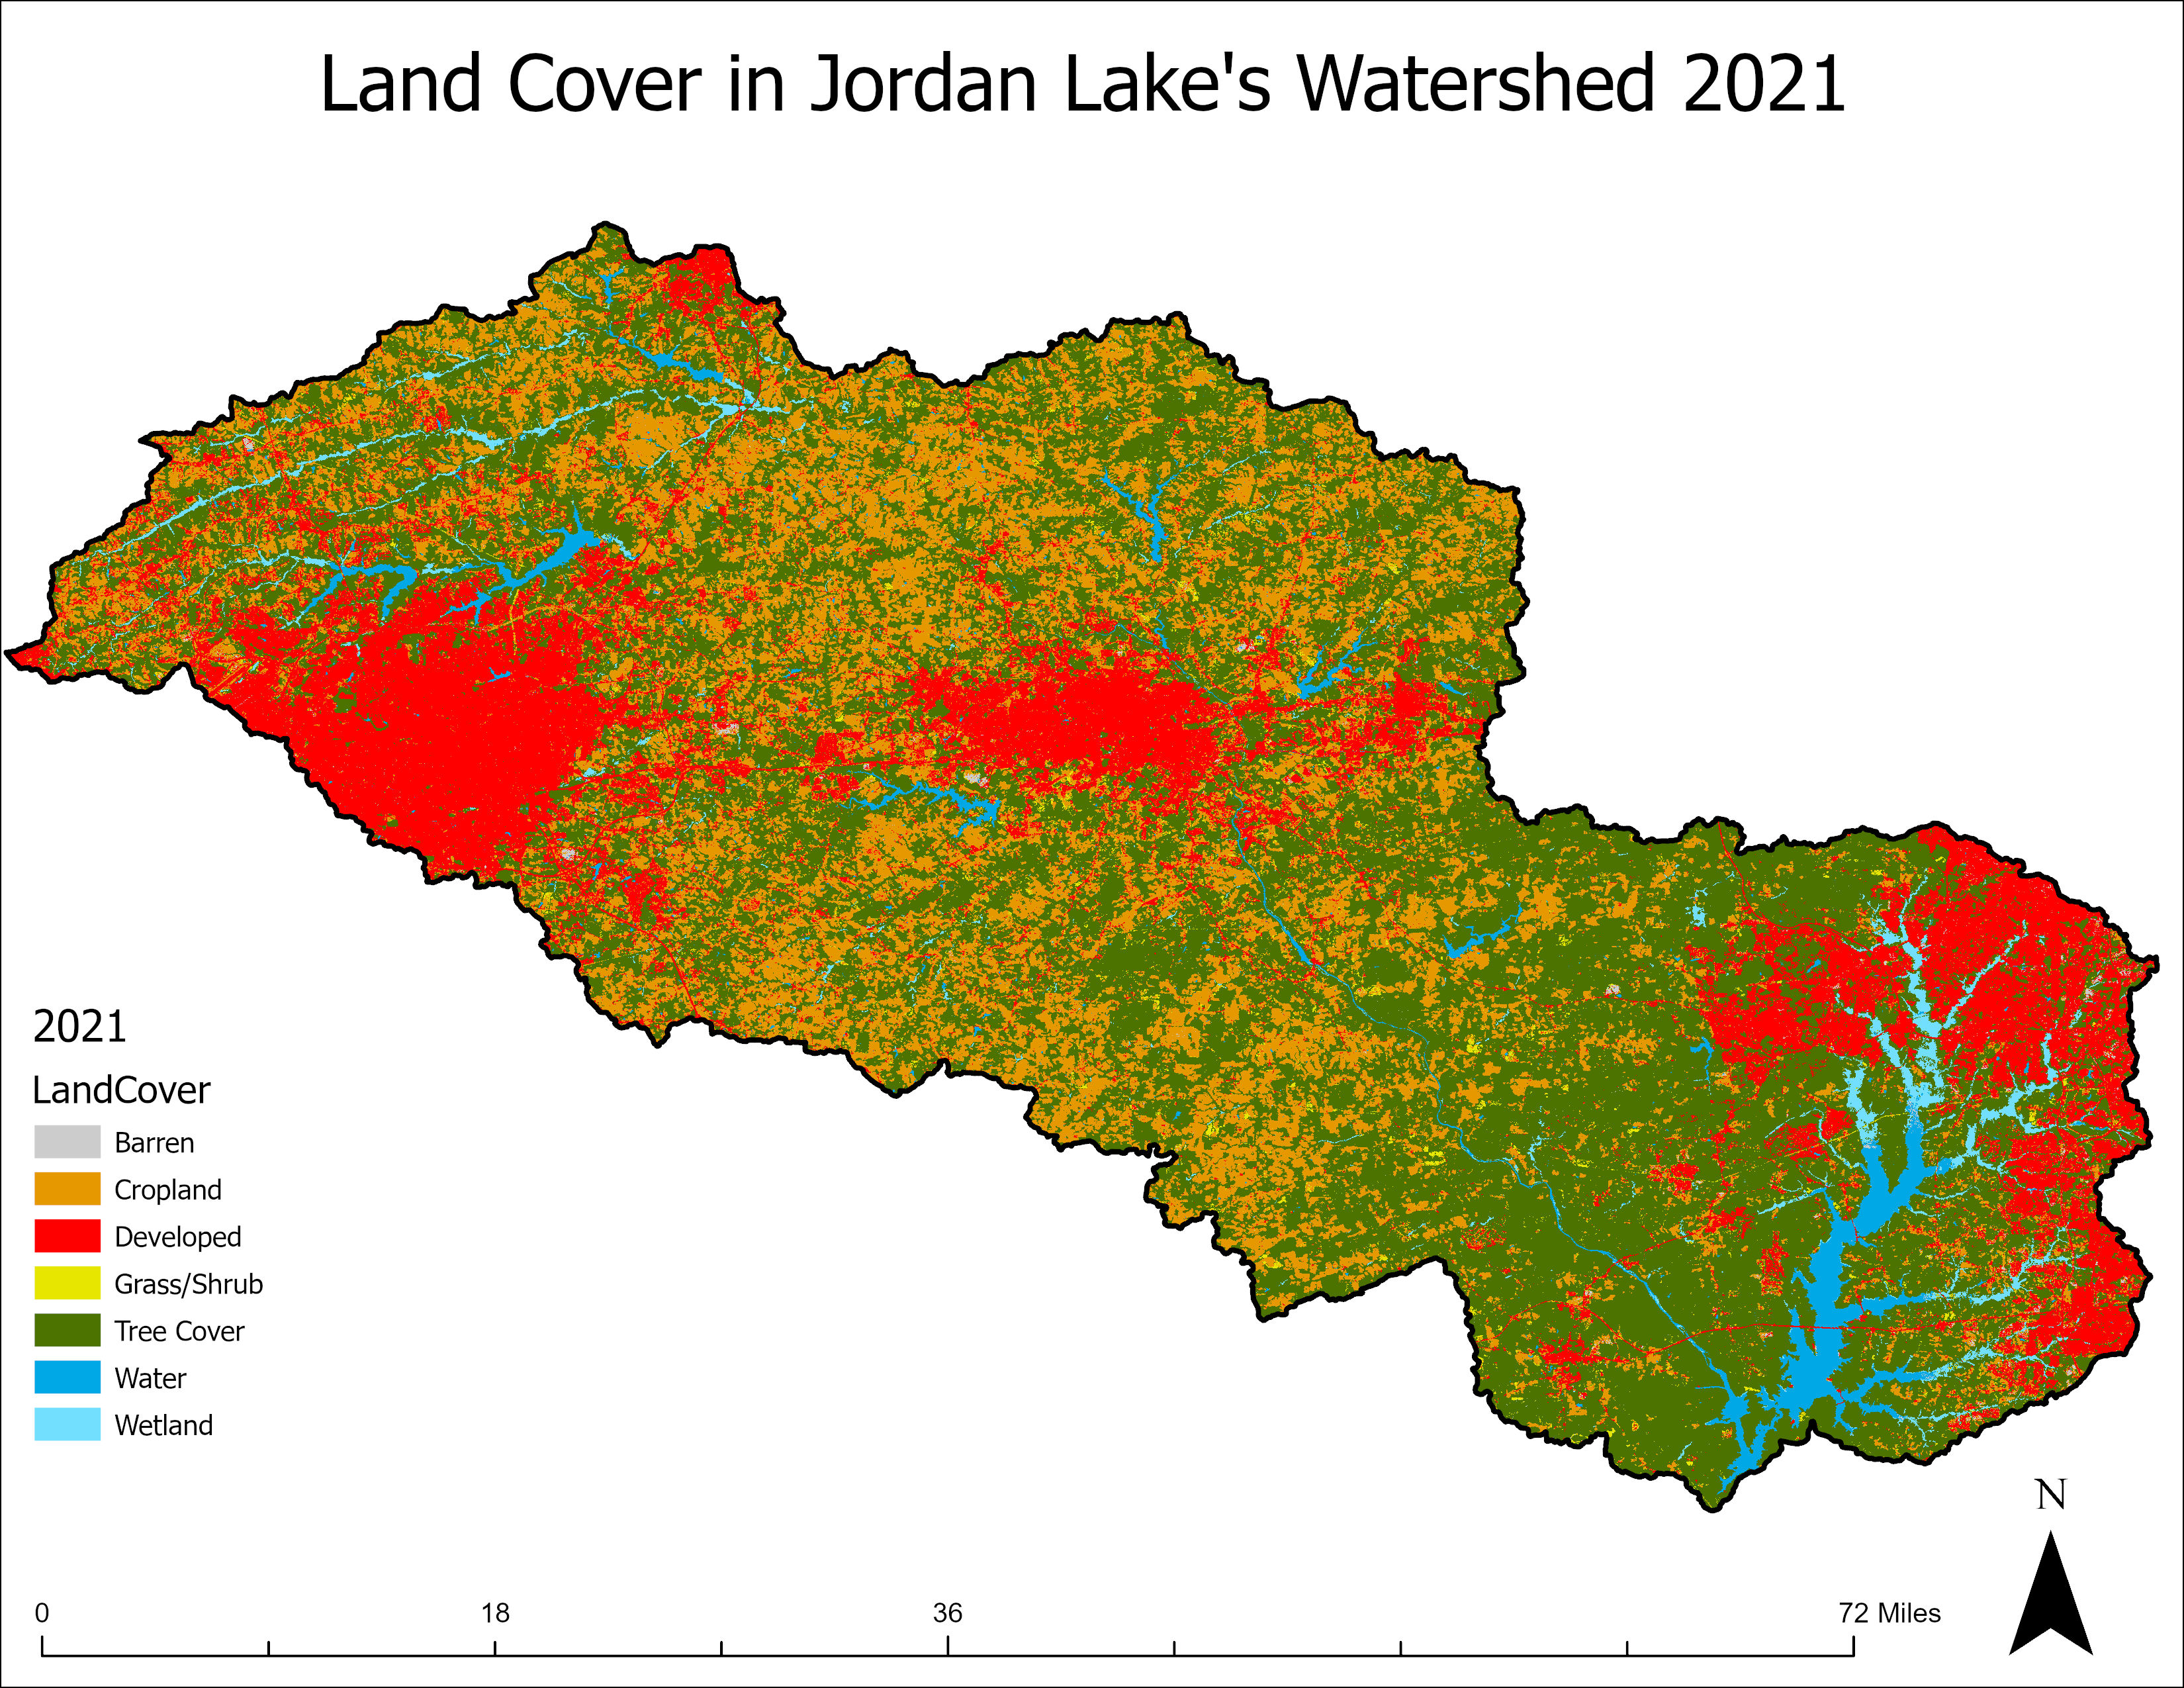 Land Cover in Jordan Lake's Watershed 2021
2021
LandCover
Barren
Cropland
Developed
Grass/Shrub
Tree Cover
Water
Wetland
N
0 18 36 72 Miles